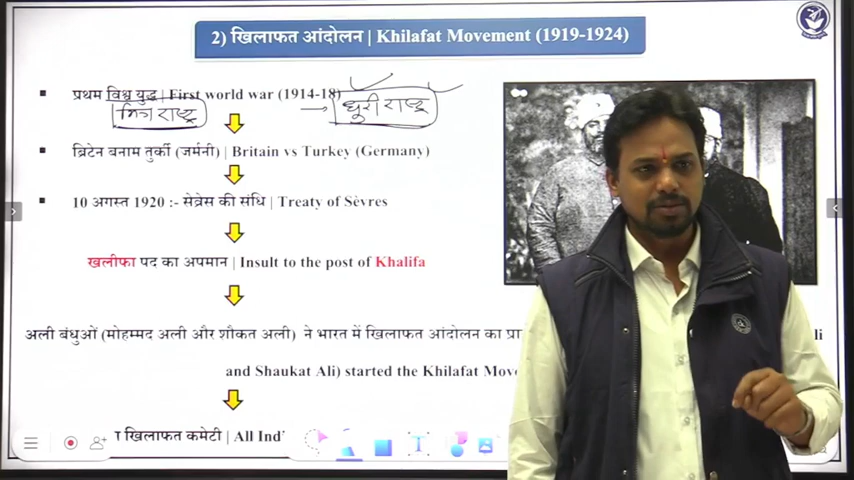 2) खिलाफत आंदोलन | Khilafat Movement (1919-1924)
प्रथम विश्व युद्ध | First world war (1914-18)
मित्र राष्ट्र → धूरी राष्ट्र
ब्रिटेन बनाम तुर्की (जर्मनी) | Britain vs Turkey (Germany)
10 अगस्त 1920 :- सेव्रेस की संधि | Treaty of Sèvres
खलीफा पद का अपमान | Insult to the post of Khalifa
अली बंधुओं (मोहम्मद अली और शौकत अली) ने भारत में खिलाफत आंदोलन का प्रा li
and Shaukat Ali) started the Khilafat Move
खिलाफत कमेटी | All Indi